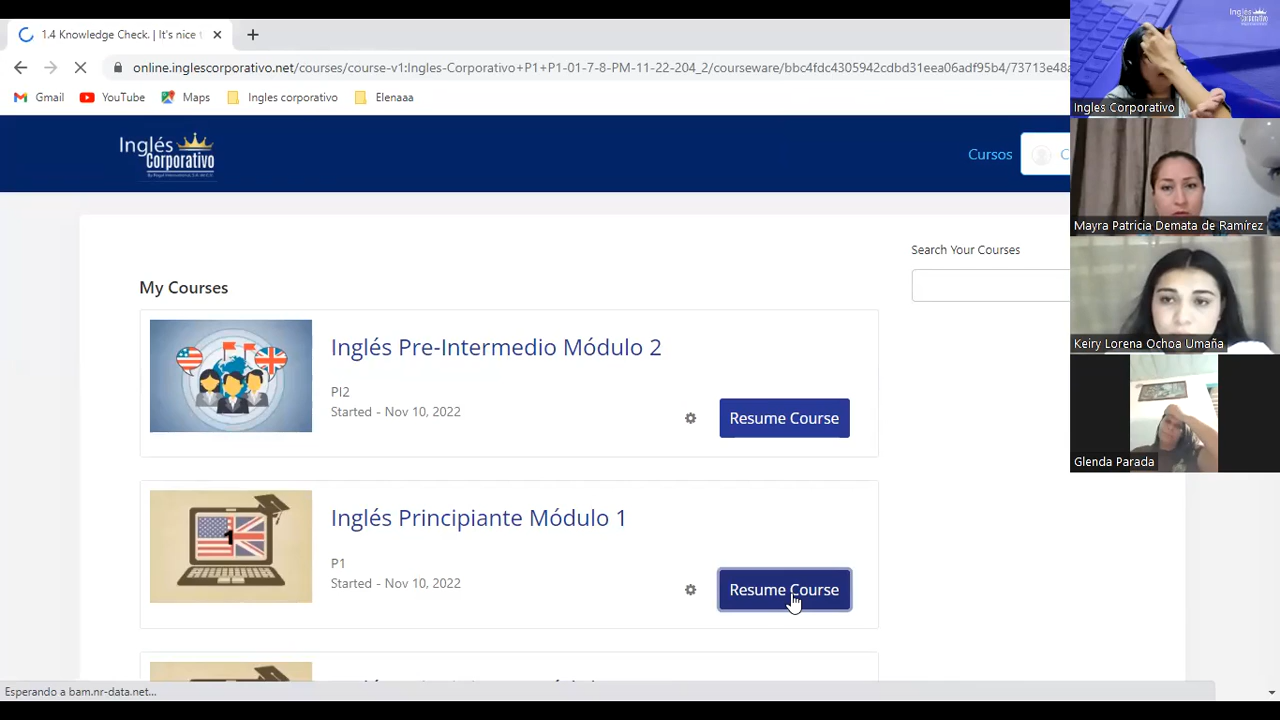 1.4 Knowledge Check. | It's nice t
online.inglescorporativo.net/courses/course-v1:Ingles-Corporativo+P1+P1-01-7-8-PM-11-22-204_2/courseware/bbc4fdc4305942cdbd31eea06adf95b4/73713e48a
Gmail
YouTube
Maps
Ingles corporativo
Elenaaa
Inglés
Corporativo
Cursos
My Courses
Search Your Courses
Inglés Pre-Intermedio Módulo 2
PI2
Started - Nov 10, 2022
Resume Course
1
Inglés Principiante Módulo 1
P1
Started - Nov 10, 2022
Resume Course
Esperando a bam.nr-data.net...
Inglés
Corporativo
Ingles Corporativo
Mayra Patricia Demata de Ramírez
Keiry Lorena Ochoa Umaña
Glenda Parada